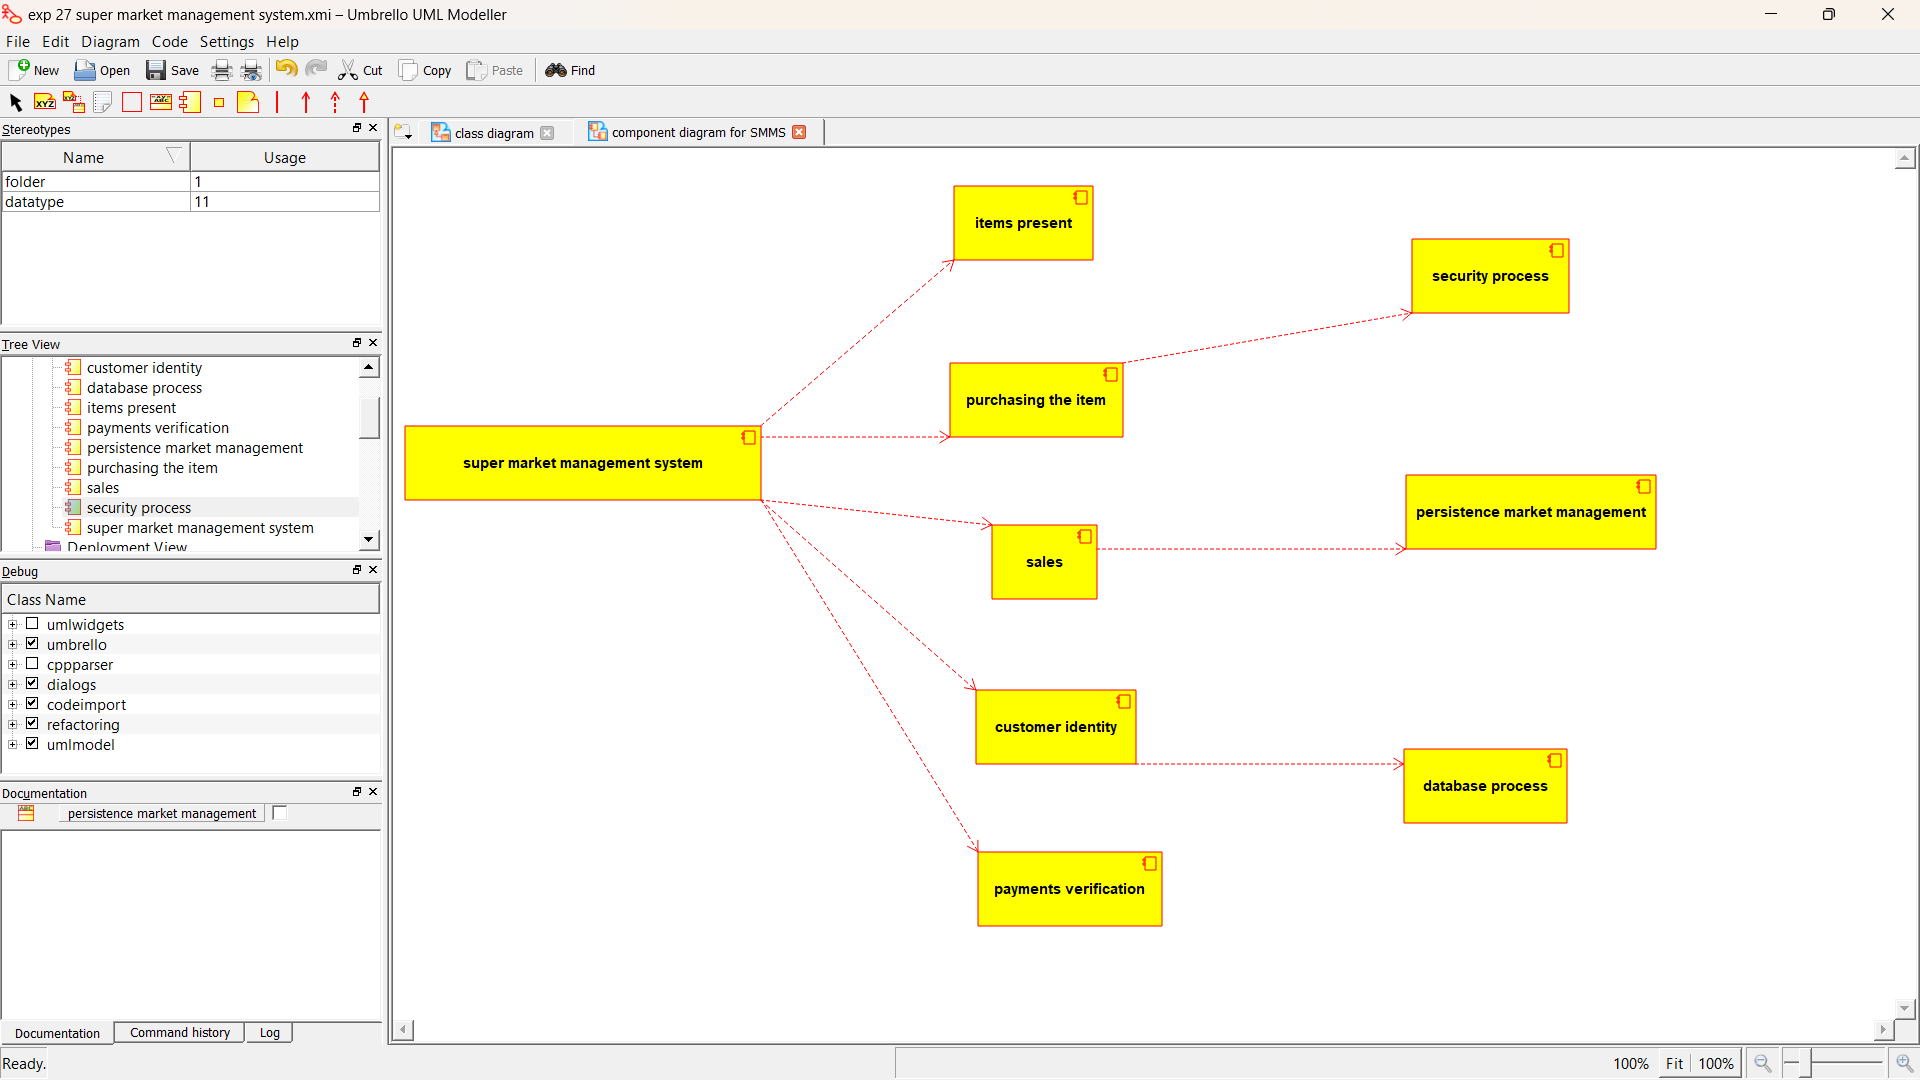 exp 27 super market management system.xmi – Umbrello UML Modeller
File Edit Diagram Code Settings Help
New Open Save Cut Copy Paste Find
XYZ XYZ ABC
Stereotypes
Name Usage
folder 1
datatype 11
Tree View
customer identity
database process
items present
payments verification
persistence market management
purchasing the item
sales
security process
super market management system
Deployment View
Debug
Class Name
umlwidgets
umbrello
cppparser
dialogs
codeimport
refactoring
umlmodel
Documentation
ABC persistence market management
Documentation Command history Log
class diagram component diagram for SMMS
items present
security process
purchasing the item
super market management system
persistence market management
sales
customer identity
database process
payments verification
Ready. 100% Fit 100%